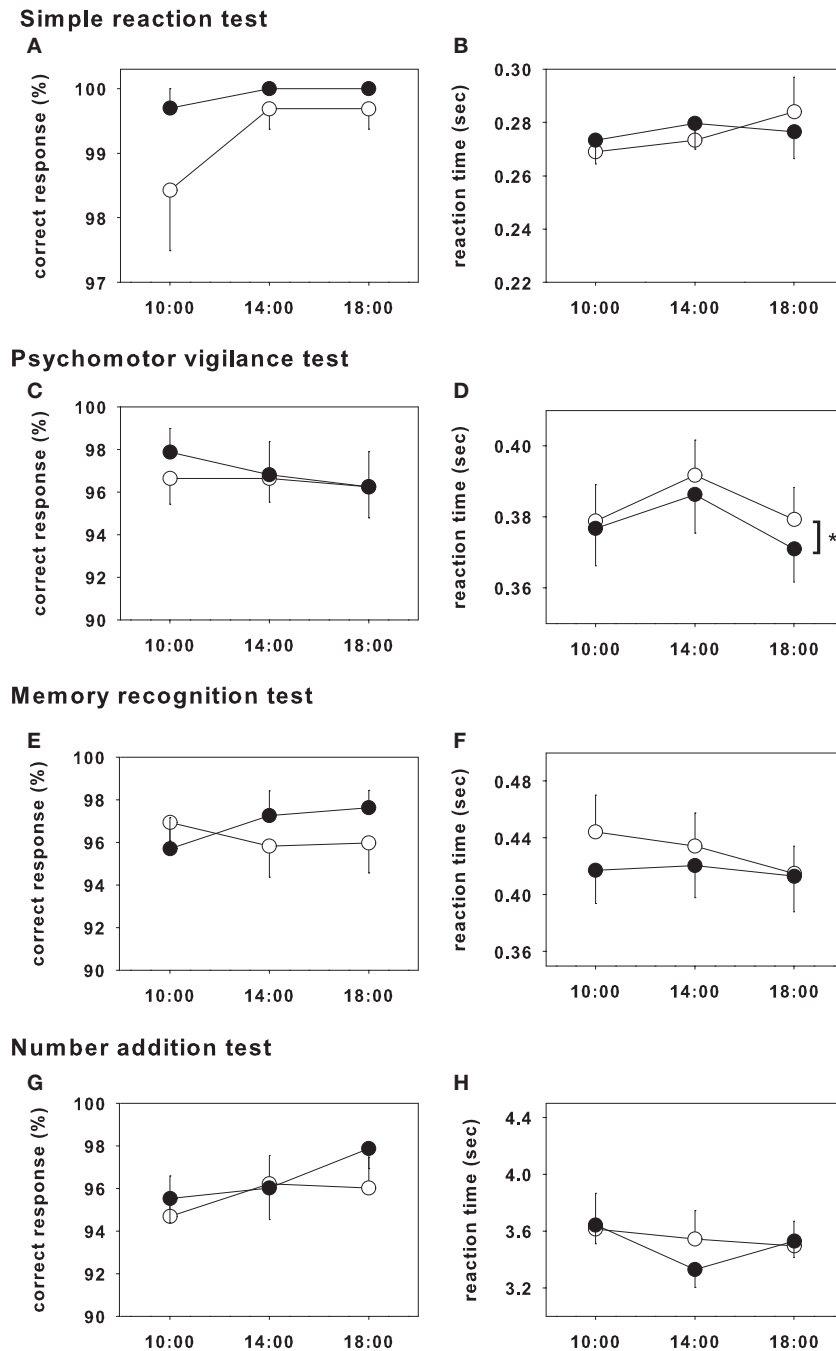 Simple reaction test
A
correct response (%)
100
99
98
97
10:00 14:00 18:00
B
reaction time (sec)
0.30
0.28
0.26
0.24
0.22
10:00 14:00 18:00
Psychomotor vigilance test
C
correct response (%)
100
98
96
94
92
90
10:00 14:00 18:00
D
reaction time (sec)
0.40
0.38
0.36
*
10:00 14:00 18:00
Memory recognition test
E
correct response (%)
100
98
96
94
92
90
10:00 14:00 18:00
F
reaction time (sec)
0.48
0.44
0.40
0.36
10:00 14:00 18:00
Number addition test
G
correct response (%)
100
98
96
94
92
90
10:00 14:00 18:00
H
reaction time (sec)
4.4
4.0
3.6
3.2
10:00 14:00 18:00